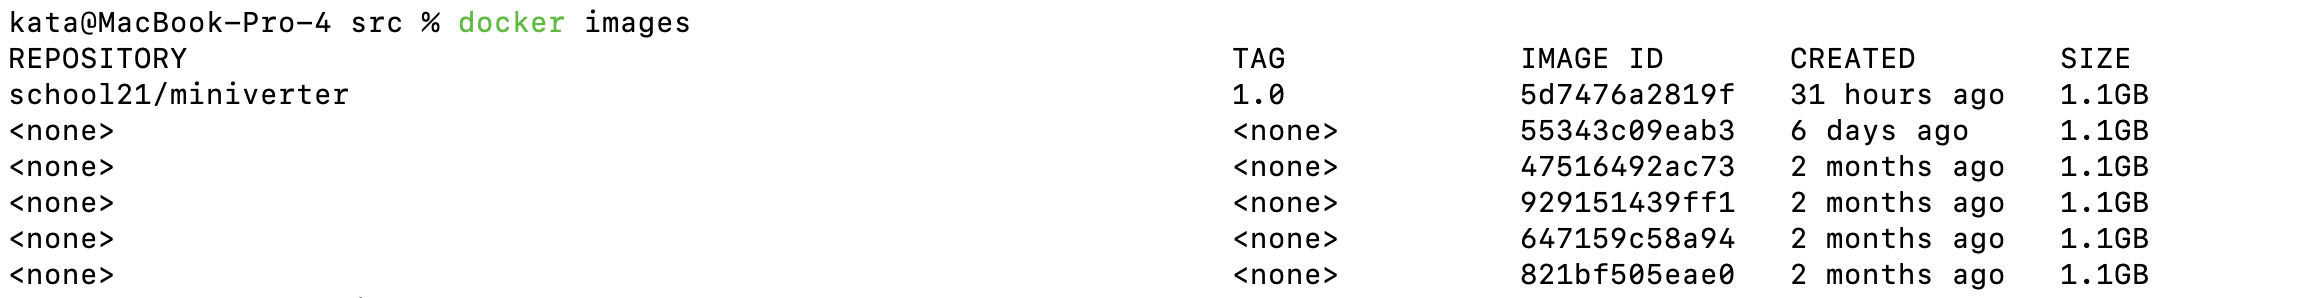 kata@MacBook-Pro-4 src % docker images
REPOSITORY TAG IMAGE ID CREATED SIZE
school21/miniverter 1.0 5d7476a2819f 31 hours ago 1.1GB
<none> <none> 55343c09eab3 6 days ago 1.1GB
<none> <none> 47516492ac73 2 months ago 1.1GB
<none> <none> 929151439ff1 2 months ago 1.1GB
<none> <none> 647159c58a94 2 months ago 1.1GB
<none> <none> 821bf505eae0 2 months ago 1.1GB